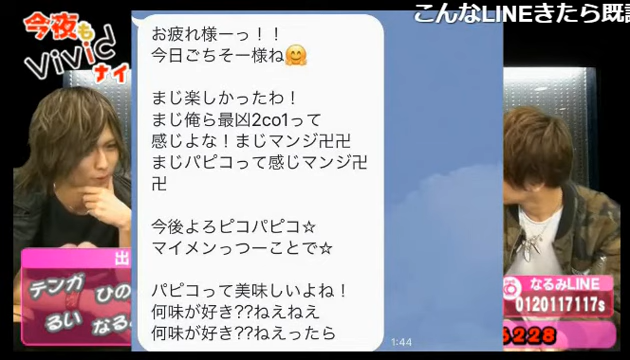 こんなLINEきたら既読
今夜も
ViVid
ナイ
お疲れ様ーっ！！
今日ごちそー様ね🤗
まじ楽しかったわ！
まじ俺ら最凶2co1って
感じよな！まじマンジ卍卍
まじパピコって感じマンジ卍
卍
今後よろピコパピコ☆
マイメンっつーことで☆
パピコって美味しいよね！
何味が好き??ねえねえ
何味が好き??ねえったら
1:44
出
テンガ
ひの
るい
なるみ
なるみLINE
0120117117s
6228